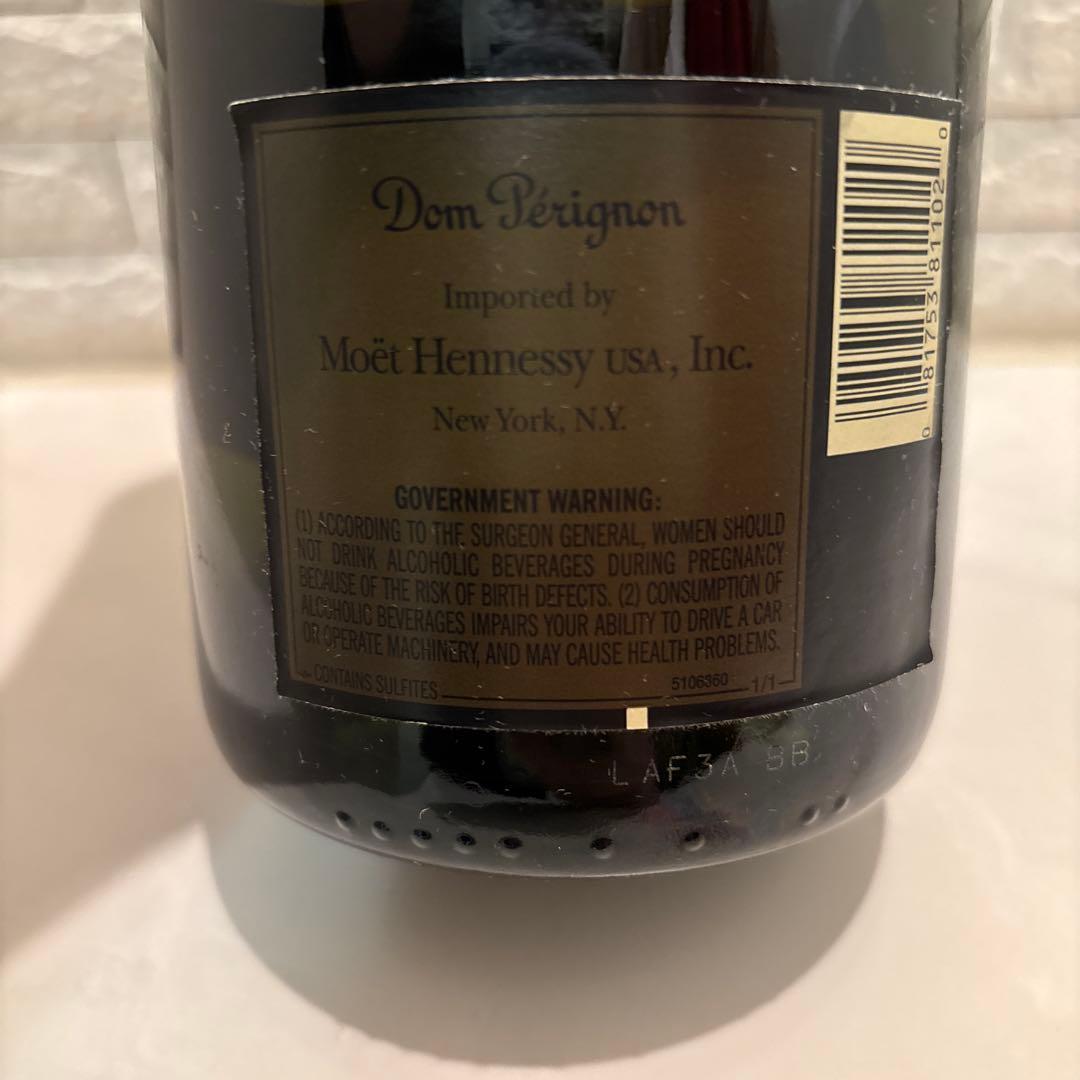 Dom Pérignon
Imported by
Moët Hennessy USA, Inc.
New York, N.Y.
GOVERNMENT WARNING:
(1) ACCORDING TO THE SURGEON GENERAL, WOMEN SHOULD
NOT DRINK ALCOHOLIC BEVERAGES DURING PREGNANCY
BECAUSE OF THE RISK OF BIRTH DEFECTS. (2) CONSUMPTION OF
ALCOHOLIC BEVERAGES IMPAIRS YOUR ABILITY TO DRIVE A CAR
OR OPERATE MACHINERY, AND MAY CAUSE HEALTH PROBLEMS.
CONTAINS SULFITES 5106360 1/1
0 81753 81102 0
LAF3A BB